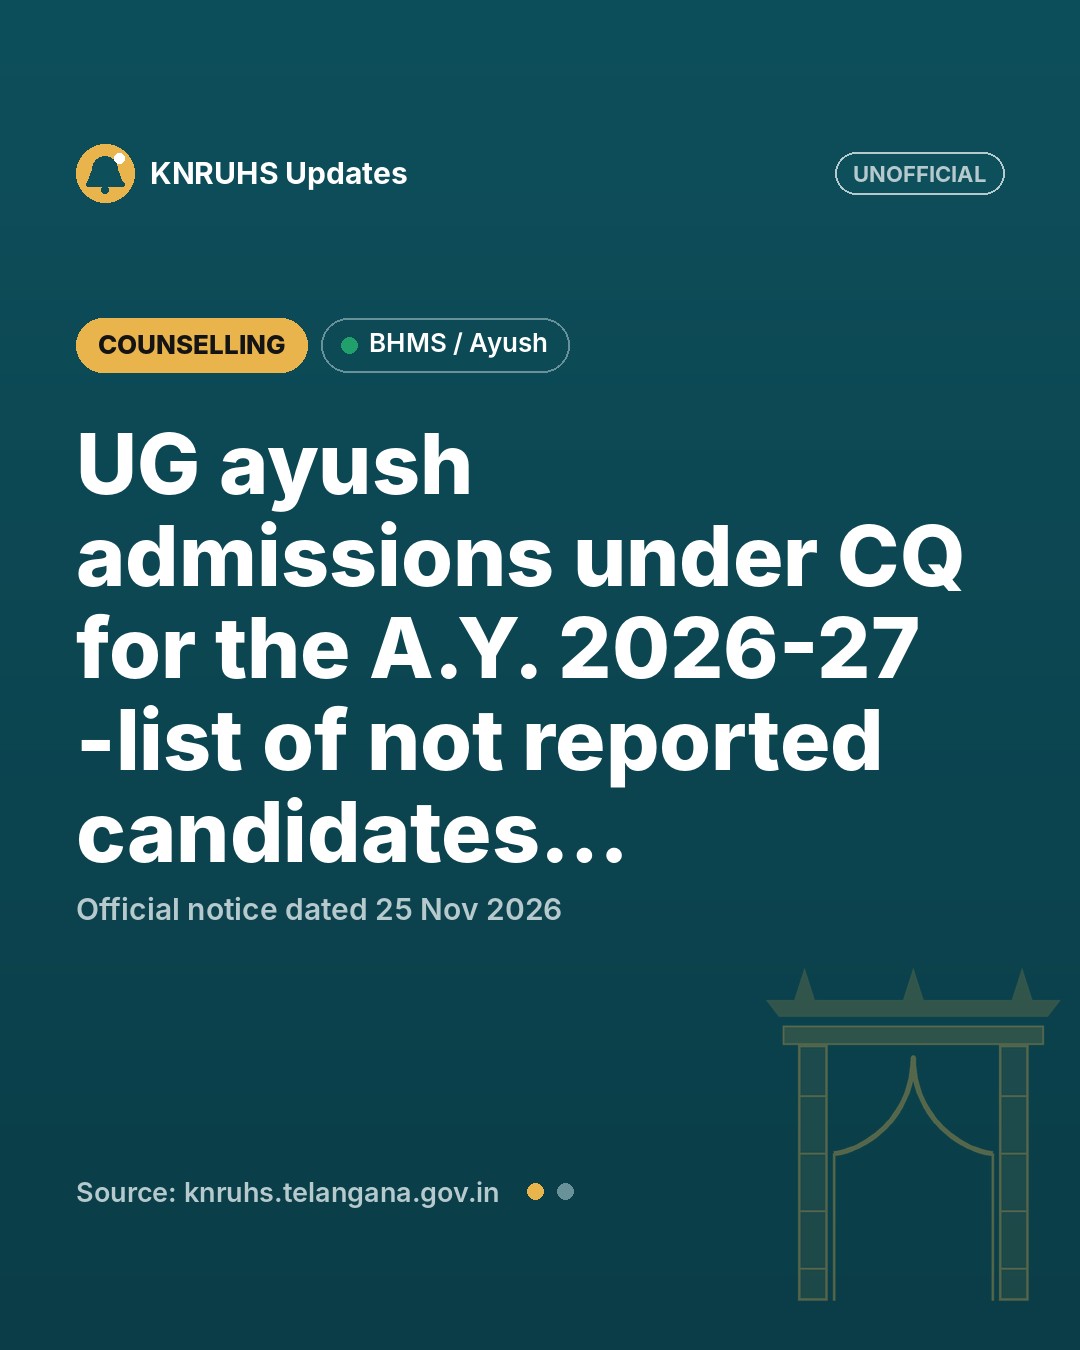 KNRUHS Updates
UNOFFICIAL
COUNSELLING
BHMS / Ayush
UG ayush
admissions under CQ
for the A.Y. 2026-27
-list of not reported
candidates...
Official notice dated 25 Nov 2026
Source: knruhs.telangana.gov.in